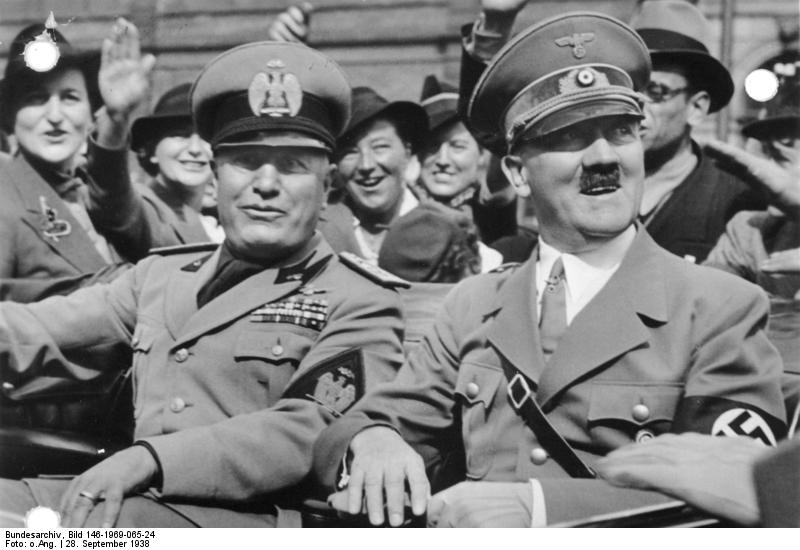 Bundesarchiv, Bild 146-1969-065-24
Foto: o.Ang. | 28. September 1938